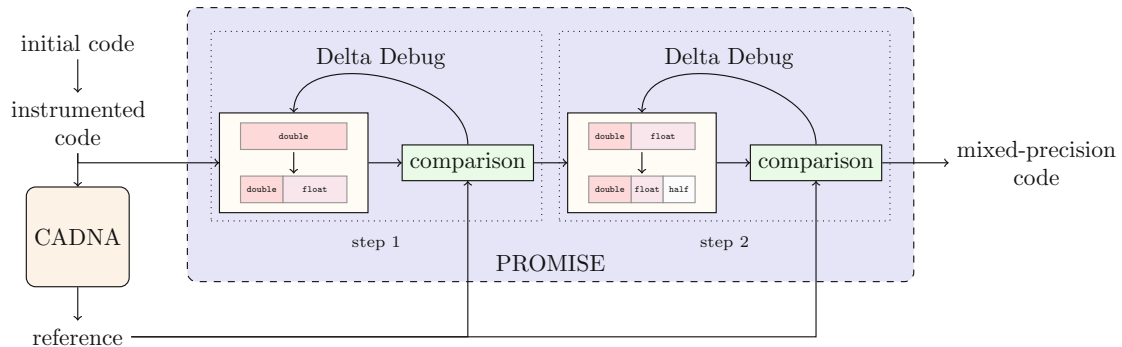 initial code
instrumented
code
CADNA
reference
Delta Debug
double
double float
comparison
step 1
Delta Debug
double float
double float half
comparison
step 2
PROMISE
mixed-precision
code